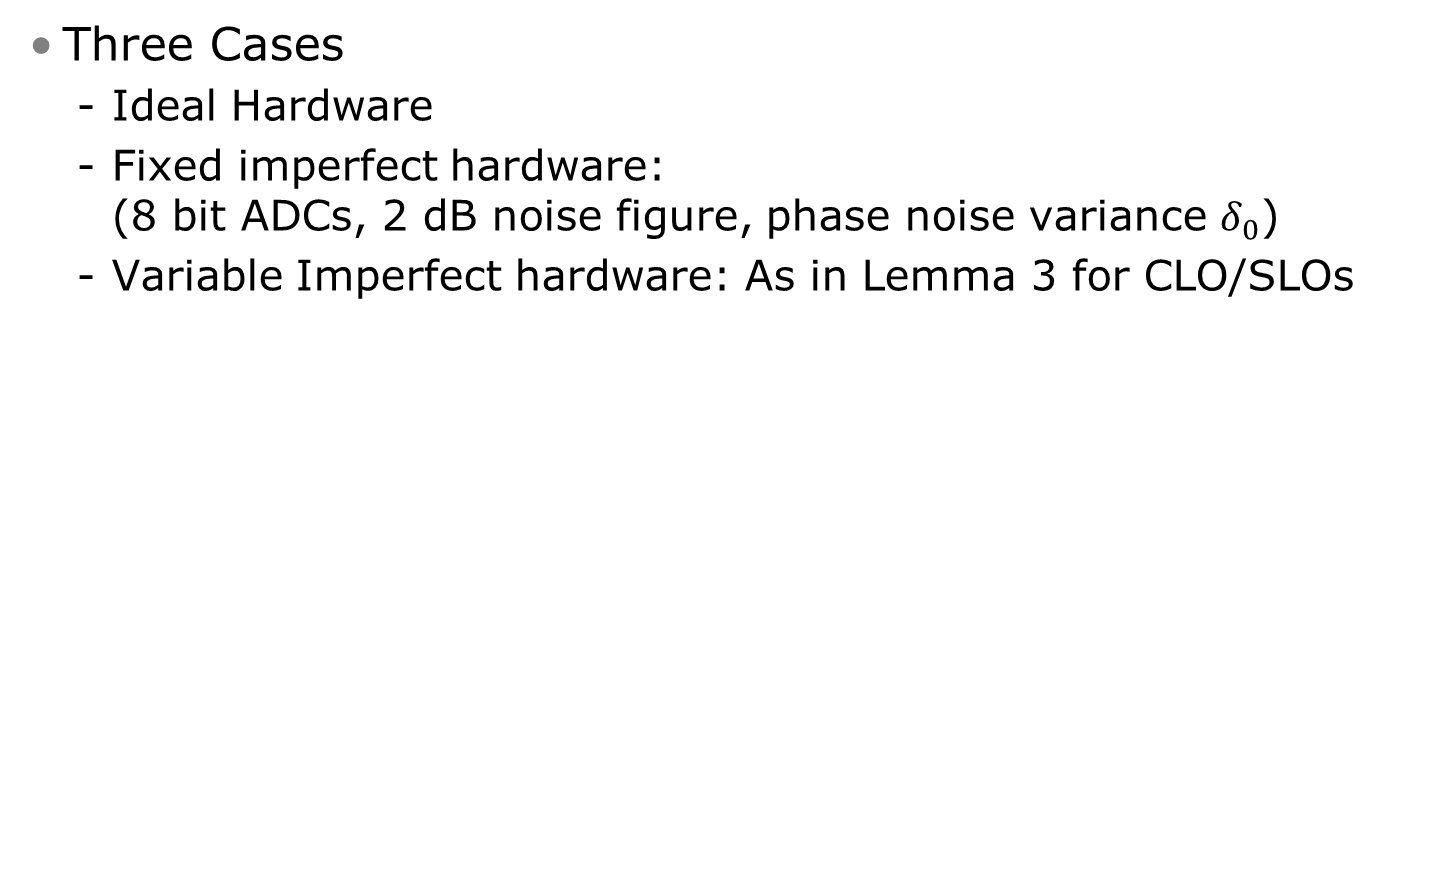 • Three Cases
- Ideal Hardware
- Fixed imperfect hardware:
(8 bit ADCs, 2 dB noise figure, phase noise variance 𝛿₀)
- Variable Imperfect hardware: As in Lemma 3 for CLO/SLOs